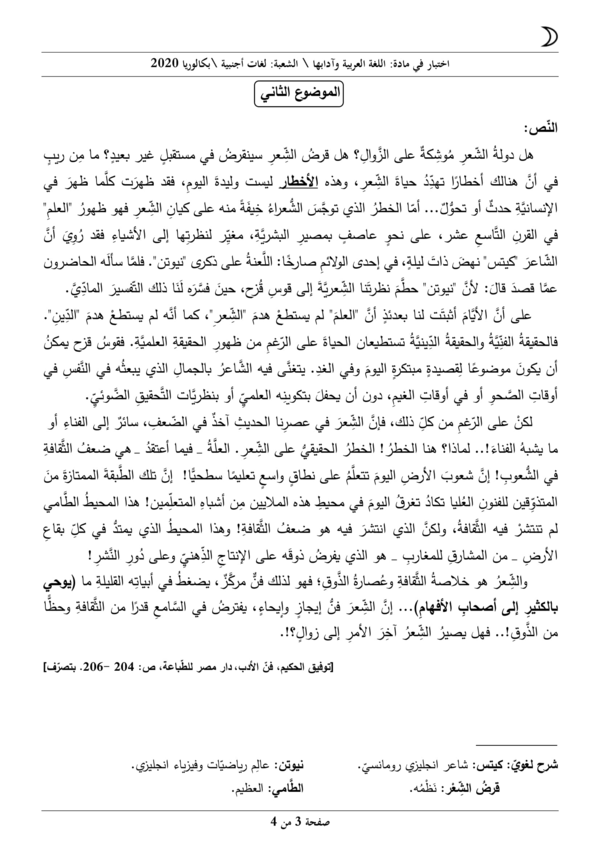 اختبار في مادة: اللغة العربية وآدابها \ الشعبة: لغات أجنبية \بكالوريا 2020
الموضوع الثاني
النّص:
هل دولةُ الشّعرِ مُوشِكةٌ على الزَّوالِ؟ هل قرضُ الشِّعرِ سينقرضُ في مستقبلٍ غير بعيدٍ؟ ما مِن ريبٍ
في أنَّ هنالك أخطارًا تهدِّدُ حياةَ الشِّعرِ، وهذه الأخطار ليست وليدةَ اليومِ، فقد ظهرَت كلَّما ظهرَ في
الإنسانيَّةِ حدثٌ أو تحوُّلٌ... أمّا الخطرُ الذي توجَّسَ الشُّعراءُ خِيفَةً منه على كيانِ الشِّعرِ فهو ظهورُ "العلمِ"
في القرنِ التَّاسعِ عشر، على نحوٍ عاصفٍ بمصيرِ البشريَّةِ، مغيِّرٍ لنظرتِها إلى الأشياءِ فقد رُوِيَ أنَّ
الشَّاعرَ "كيتس" نهضَ ذاتَ ليلةٍ، في إحدى الولائمِ صارخًا: اللَّعنةُ على ذكرى "نيوتن". فلمَّا سألَه الحاضرون
عمَّا قصدَ قالَ: لأنَّ "نيوتن" حطَّمَ نظرتَنا الشِّعريَّةَ إلى قوسِ قُزح، حينَ فسَّرَه لَنا ذلك التّفسيرَ المادِّيَّ.
على أنَّ الأيَّامَ أثبتَت لنا بعدئذٍ أنَّ "العلمَ" لم يستطعْ هدمَ "الشِّعرِ"، كما أنَّه لم يستطعْ هدمَ "الدِّينِ".
فالحقيقةُ الفنِّيَّةُ والحقيقةُ الدِّينيَّةُ تستطيعان الحياةَ على الرّغمِ من ظهورِ الحقيقةِ العلميَّةِ. فقوسُ قزح يمكنُ
أن يكونَ موضوعًا لِقصيدةٍ مبتكرةٍ اليومَ وفي الغدِ. يتغنَّى فيه الشَّاعرُ بالجمالِ الذي يبعثُه في النَّفسِ في
أوقاتِ الصَّحوِ أو في أوقاتِ الغيمِ، دون أن يحفلَ بتكوينِه العلميّ أو بنظريَّات التَّحقيقِ الضَّوئيّ.
لكنْ على الرَّغمِ من كلِّ ذلك، فإنَّ الشِّعرَ في عصرِنا الحديثِ آخذٌ في الضّعفِ، سائرٌ إلى الفناءِ أو
ما يشبهُ الفناءَ!.. لماذا؟ هنا الخطرُ! الخطرُ الحقيقيُّ على الشِّعرِ. العلَّةُ ـ فيما أعتقدُ ـ هي ضعفُ الثَّقافةِ
في الشُّعوبِ! إنَّ شعوبَ الأرضِ اليومَ تتعلَّمُ على نطاقٍ واسعٍ تعليمًا سطحيًّا! إنَّ تلك الطَّبقةَ الممتازةَ منَ
المتذوّقين للفنونِ العُليا تكادُ تغرقُ اليومَ في محيطِ هذه الملايين مِن أشباهِ المتعلِّمين! هذا المحيطُ الطَّامي
لم تنتشرْ فيه الثَّقافةُ، ولكنَّ الذي انتشرَ فيه هو ضعفُ الثَّقافةِ! وهذا المحيطُ الذي يمتدُّ في كلِّ بقاعِ
الأرضِ ـ من المشارقِ للمغاربِ ـ هو الذي يفرضُ ذوقَه على الإنتاجِ الذِّهنيِّ وعلى دُورِ النَّشرِ!
والشِّعرُ هو خلاصةُ الثَّقافةِ وعُصارةُ الذَّوقِ؛ فهو لذلك فنٌّ مركَّزٌ، يضغطُ في أبياتِه القليلةِ ما (يوحي
بالكثيرِ إلى أصحابِ الأفهامِ)... إنَّ الشِّعرَ فنُّ إيجازٍ وإيحاءٍ، يفترضُ في السَّامعِ قدرًا من الثَّقافةِ وحظًّا
من الذَّوقِ!.. فهل يصيرُ الشِّعرُ آخِرَ الأمرِ إلى زوالٍ؟!.
[توفيق الحكيم، فنّ الأدب، دار مصر للطّباعة، ص: 204 -206. بتصرّف]
شرح لغويّ: كيتس: شاعر انجليزي رومانسيّ. نيوتن: عالِم رياضيّات وفيزياء انجليزي.
قرضُ الشِّعْر: نَظْمُه. الطَّامي: العظيم.
صفحة 3 من 4